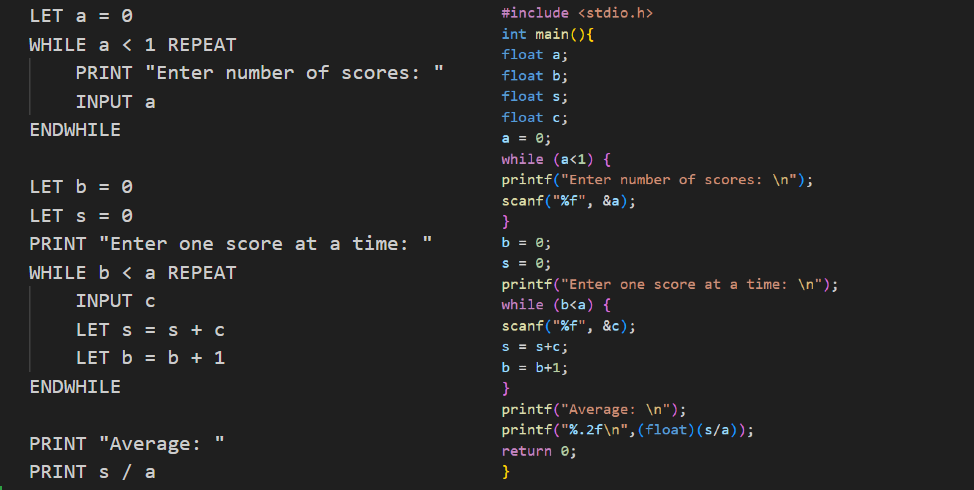 LET a = 0
WHILE a < 1 REPEAT
    PRINT "Enter number of scores: "
    INPUT a
ENDWHILE

LET b = 0
LET s = 0
PRINT "Enter one score at a time: "
WHILE b < a REPEAT
    INPUT c
    LET s = s + c
    LET b = b + 1
ENDWHILE

PRINT "Average: "
PRINT s / a

#include <stdio.h>
int main(){
float a;
float b;
float s;
float c;
a = 0;
while (a<1) {
printf("Enter number of scores: \n");
scanf("%f", &a);
}
b = 0;
s = 0;
printf("Enter one score at a time: \n");
while (b<a) {
scanf("%f", &c);
s = s+c;
b = b+1;
}
printf("Average: \n");
printf("%.2f\n",(float)(s/a));
return 0;
}